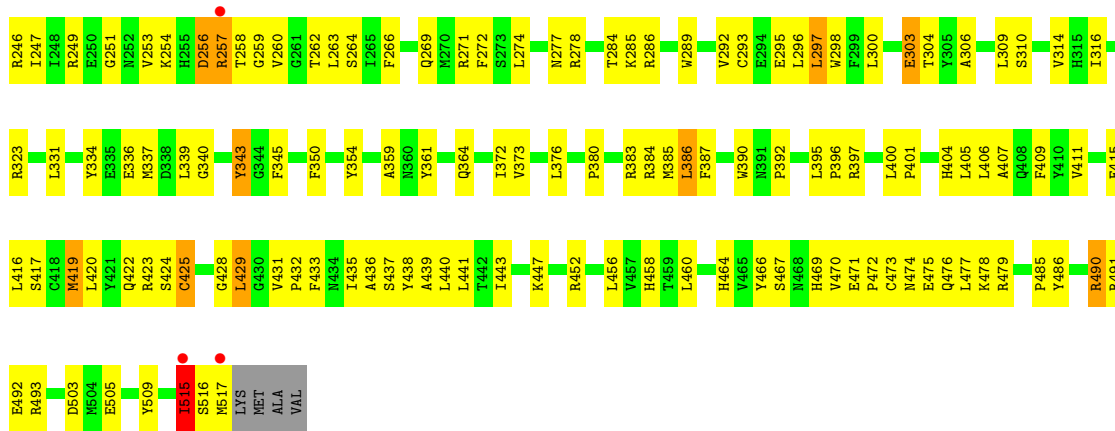 R246 I247 I248 R249 E250 G251 N252 V253 K254 H255 D256 R257 T258 G259 V260 G261 T262 L263 S264 I265 F266 Q269 M270 R271 F272 S273 L274 N277 R278 T284 K285 R286 W289 V292 C293 E294 E295 L296 L297 W298 F299 L300 E303 T304 Y305 A306 L309 S310 V314 H315 I316
R323 L331 Y334 E335 E336 M337 D338 L339 G340 Y343 G344 F345 F350 Y354 A359 N360 Y361 Q364 I372 V373 L376 P380 R383 R384 M385 L386 F387 W390 N391 P392 L395 P396 R397 L400 P401 H404 L405 L406 A407 Q408 F409 Y410 V411
L416 S417 C418 M419 L420 Y421 Q422 R423 S424 C425 G428 L429 G430 V431 P432 F433 N434 I435 A436 S437 Y438 A439 L440 L441 T442 I443 K447 R452 L456 V457 H458 T459 L460 H464 V465 Y466 S467 N468 H469 V470 E471 P472 C473 N474 E475 Q476 L477 K478 R479 P485 Y486 R490
E492 R493 D503 M504 E505 Y509 I515 S516 M517 LYS MET ALA VAL